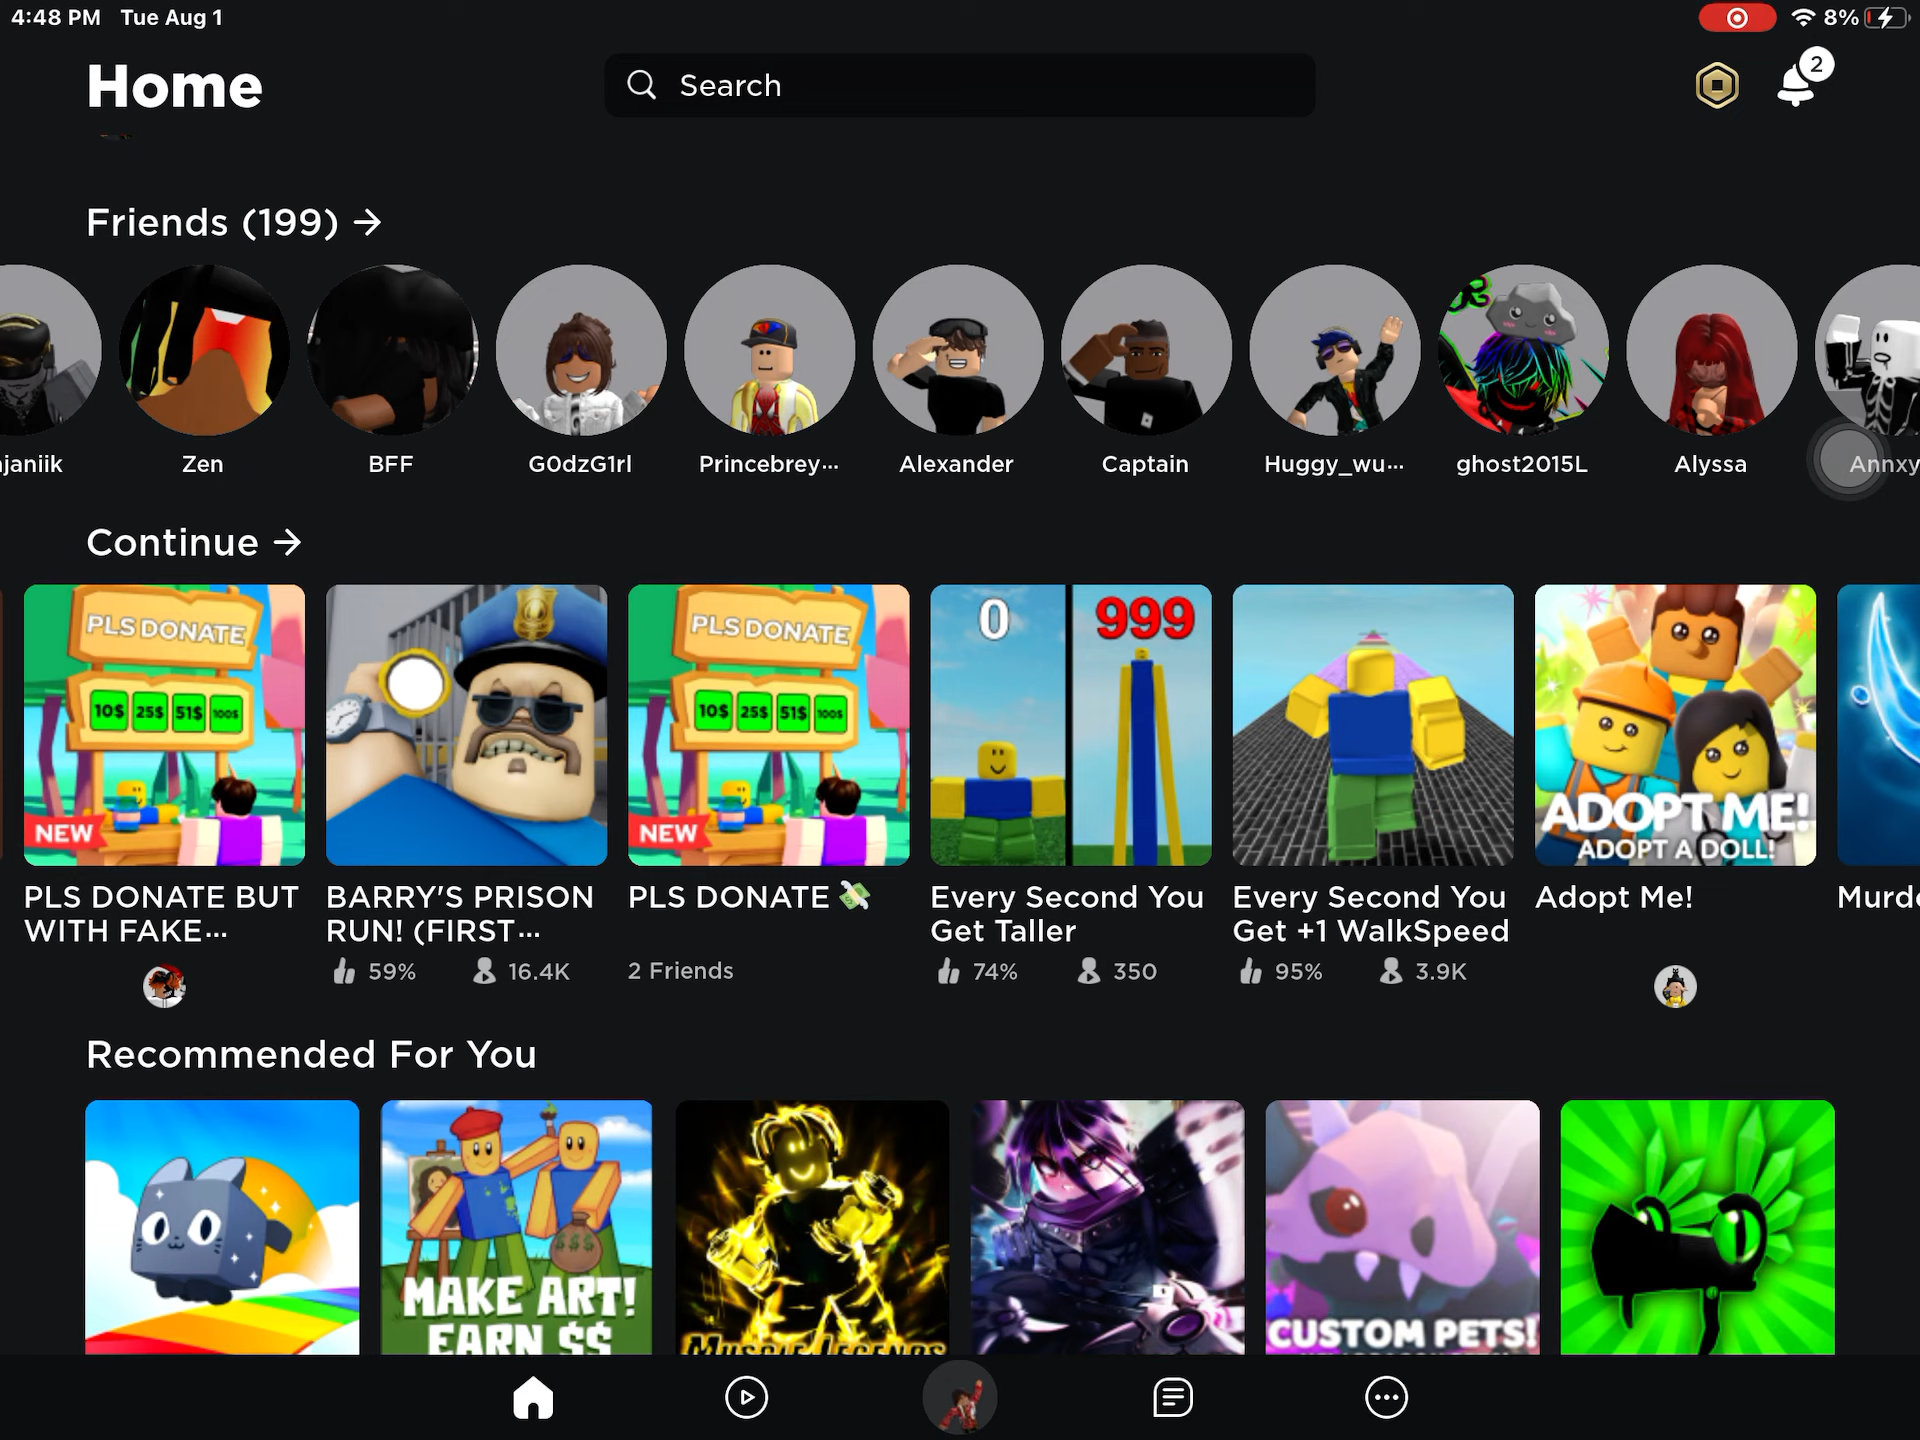 4:48 PM Tue Aug 1
8%
Home
Search
2
Friends (199) →
janiik
Zen
BFF
G0dzG1rl
Princebrey...
Alexander
Captain
Huggy_wu...
ghost2015L
Alyssa
Annxy
Continue →
PLS DONATE
10$ 25$ 51$ 100$
NEW
PLS DONATE
10$ 25$ 51$ 100$
NEW
0 999
ADOPT ME!
ADOPT A DOLL!
PLS DONATE BUT
WITH FAKE...
BARRY'S PRISON
RUN! (FIRST...
59% 16.4K
PLS DONATE 💸
2 Friends
Every Second You
Get Taller
74% 350
Every Second You
Get +1 WalkSpeed
95% 3.9K
Adopt Me!
Murd
Recommended For You
MAKE ART!
EARN $$
$$$
MUSCLE LEGENDS
CUSTOM PETS!